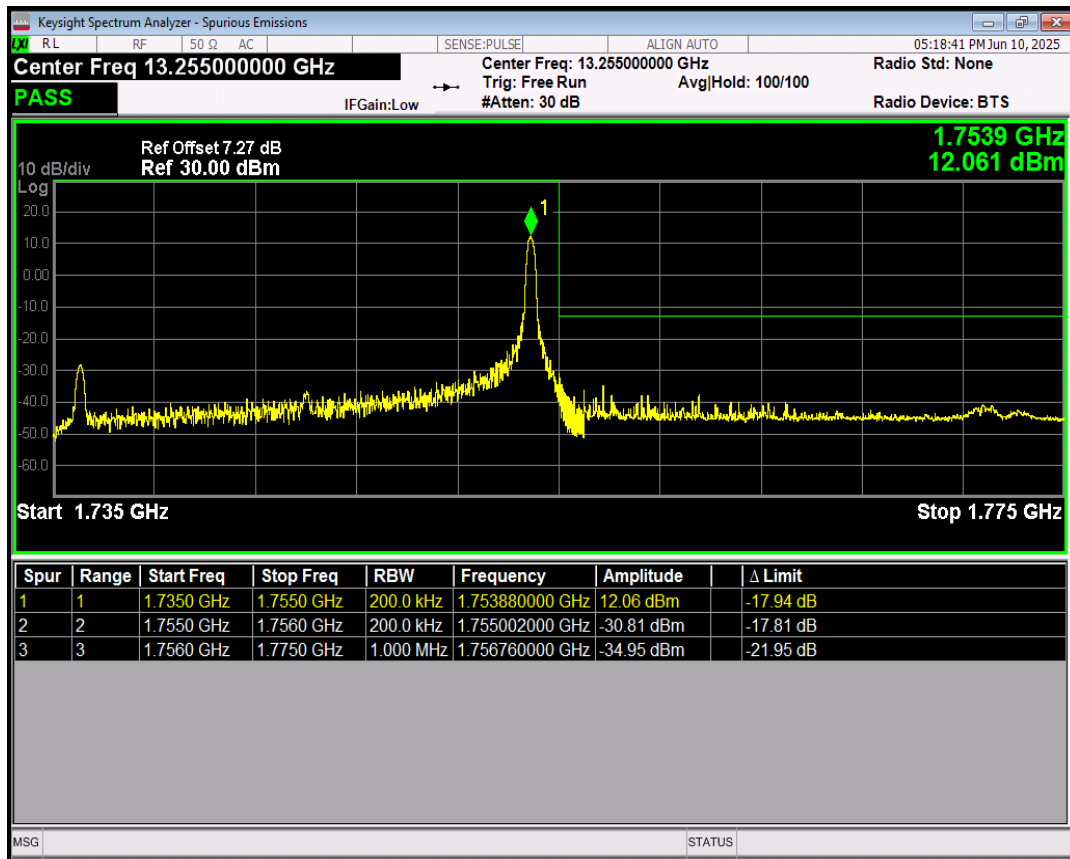 Keysight Spectrum Analyzer - Spurious Emissions
LXI RL RF 50 Ω AC SENSE:PULSE ALIGN AUTO 05:18:41 PM Jun 10, 2025
Center Freq 13.255000000 GHz Center Freq: 13.255000000 GHz Radio Std: None
Trig: Free Run Avg|Hold: 100/100
PASS IFGain:Low #Atten: 30 dB Radio Device: BTS
1.7539 GHz
12.061 dBm
Ref Offset 7.27 dB
10 dB/div Ref 30.00 dBm
Log
20.0
10.0
0.00
-10.0
-20.0
-30.0
-40.0
-50.0
-60.0
1
Start 1.735 GHz Stop 1.775 GHz
Spur Range Start Freq Stop Freq RBW Frequency Amplitude Δ Limit
1 1 1.7350 GHz 1.7550 GHz 200.0 kHz 1.753880000 GHz 12.06 dBm -17.94 dB
2 2 1.7550 GHz 1.7560 GHz 200.0 kHz 1.755002000 GHz -30.81 dBm -17.81 dB
3 3 1.7560 GHz 1.7750 GHz 1.000 MHz 1.756760000 GHz -34.95 dBm -21.95 dB
MSG STATUS